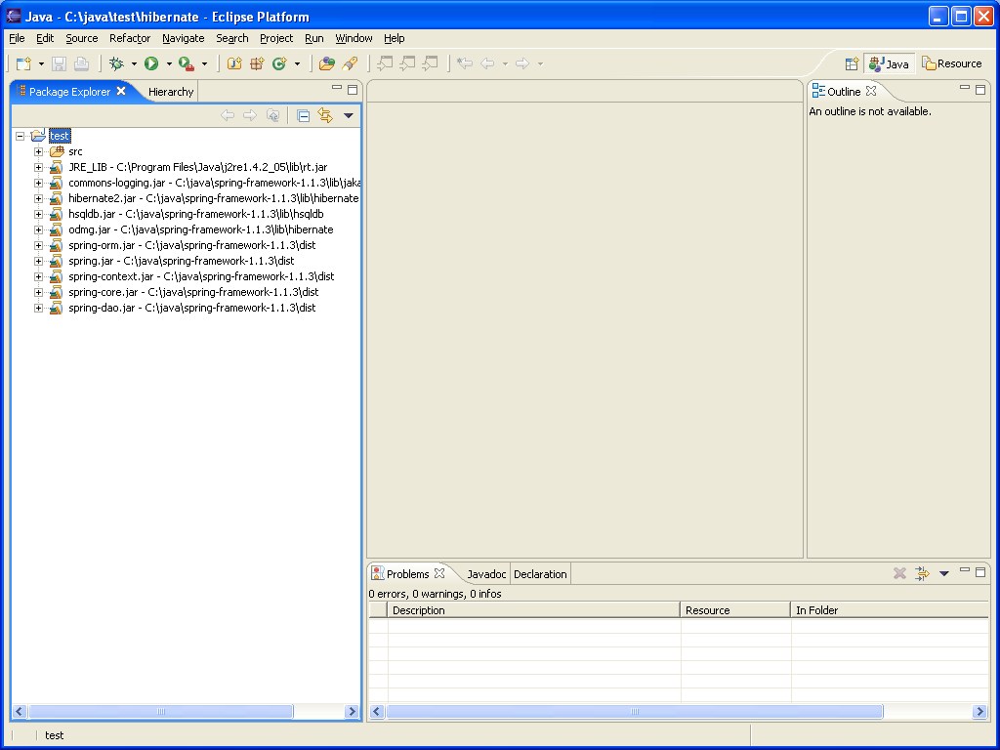 Java - C:\java\test\hibernate - Eclipse Platform
File Edit Source Refactor Navigate Search Project Run Window Help
Java Resource
Package Explorer Hierarchy
Outline
An outline is not available.
test
src
JRE_LIB - C:\Program Files\Java\j2re1.4.2_05\lib\rt.jar
commons-logging.jar - C:\java\spring-framework-1.1.3\lib\jaka
hibernate2.jar - C:\java\spring-framework-1.1.3\lib\hibernate
hsqldb.jar - C:\java\spring-framework-1.1.3\lib\hsqldb
odmg.jar - C:\java\spring-framework-1.1.3\lib\hibernate
spring-orm.jar - C:\java\spring-framework-1.1.3\dist
spring.jar - C:\java\spring-framework-1.1.3\dist
spring-context.jar - C:\java\spring-framework-1.1.3\dist
spring-core.jar - C:\java\spring-framework-1.1.3\dist
spring-dao.jar - C:\java\spring-framework-1.1.3\dist
Problems Javadoc Declaration
0 errors, 0 warnings, 0 infos
Description Resource In Folder
test